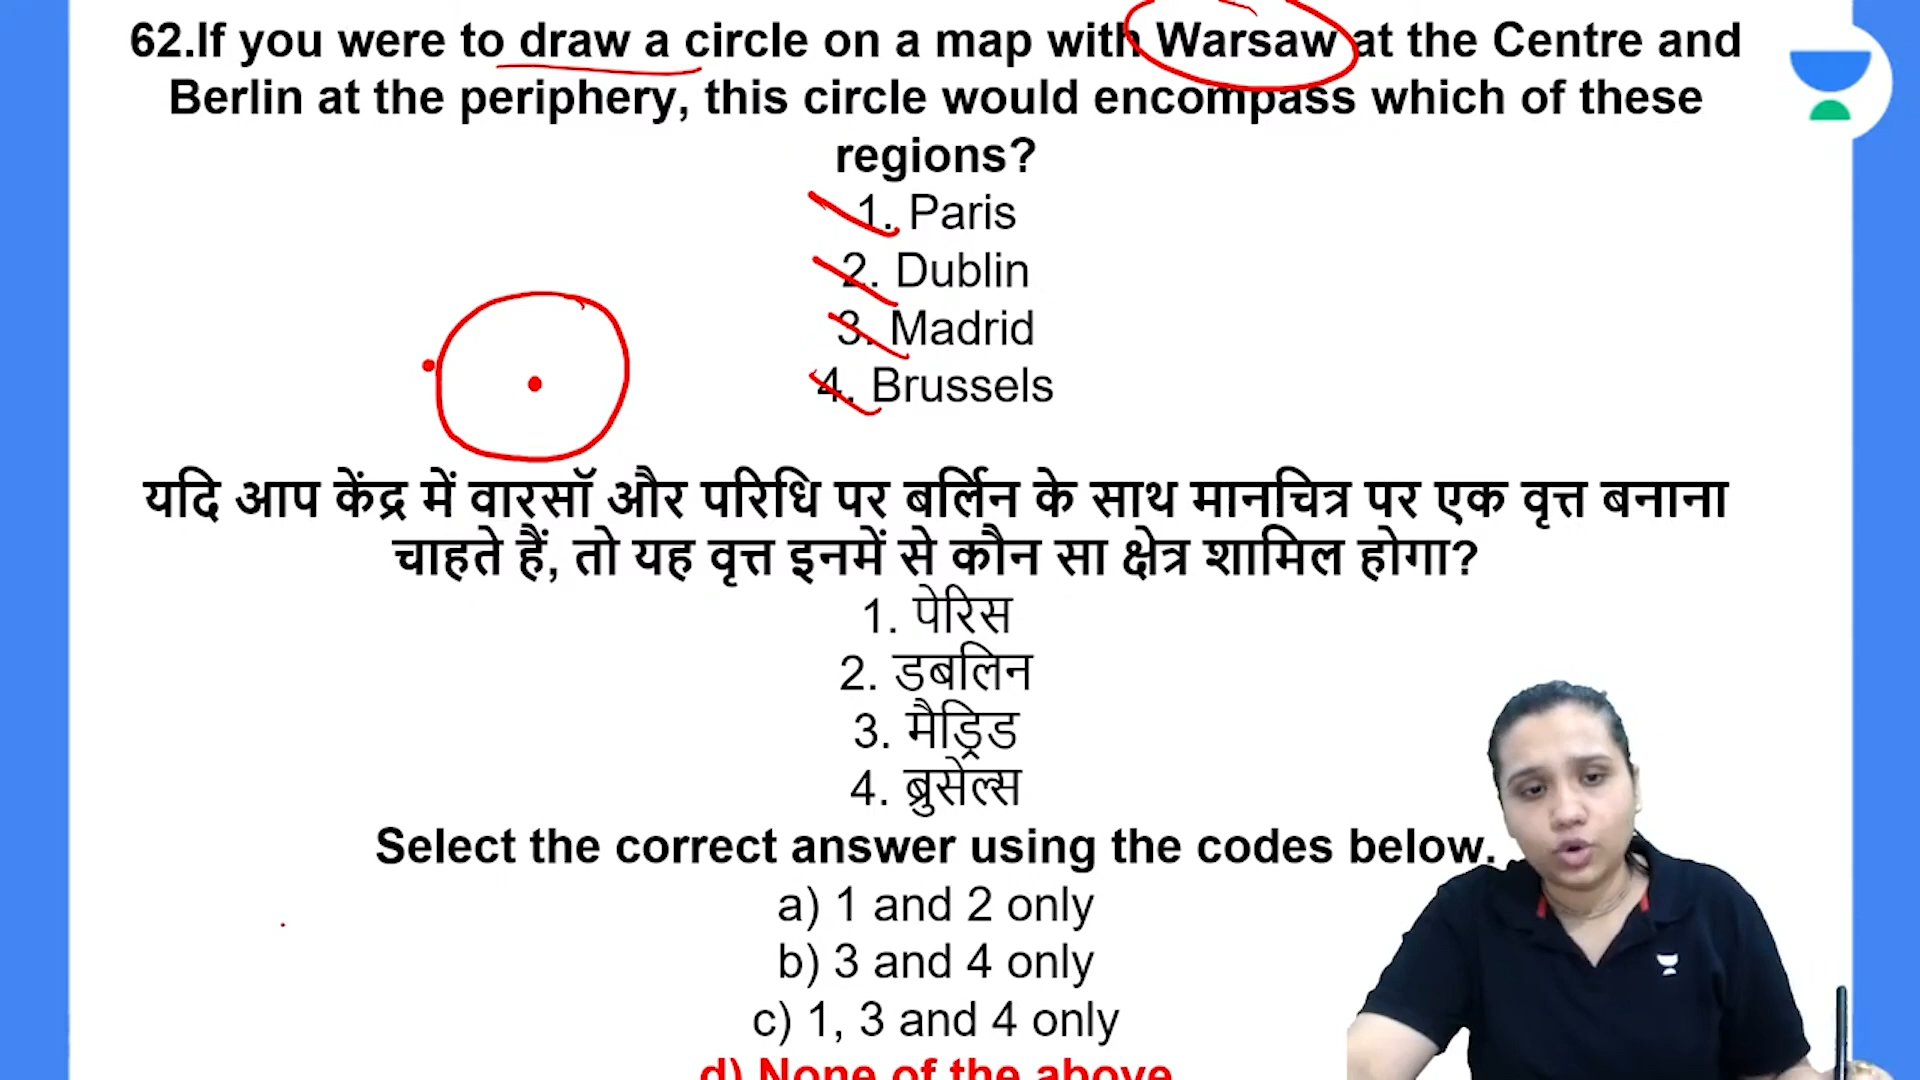 62.If you were to draw a circle on a map with Warsaw at the Centre and
Berlin at the periphery, this circle would encompass which of these
regions?
1. Paris
2. Dublin
3. Madrid
4. Brussels
यदि आप केंद्र में वारसॉ और परिधि पर बर्लिन के साथ मानचित्र पर एक वृत्त बनाना
चाहते हैं, तो यह वृत्त इनमें से कौन सा क्षेत्र शामिल होगा?
1. पेरिस
2. डबलिन
3. मैड्रिड
4. ब्रुसेल्स
Select the correct answer using the codes below.
a) 1 and 2 only
b) 3 and 4 only
c) 1, 3 and 4 only
d) None of the above